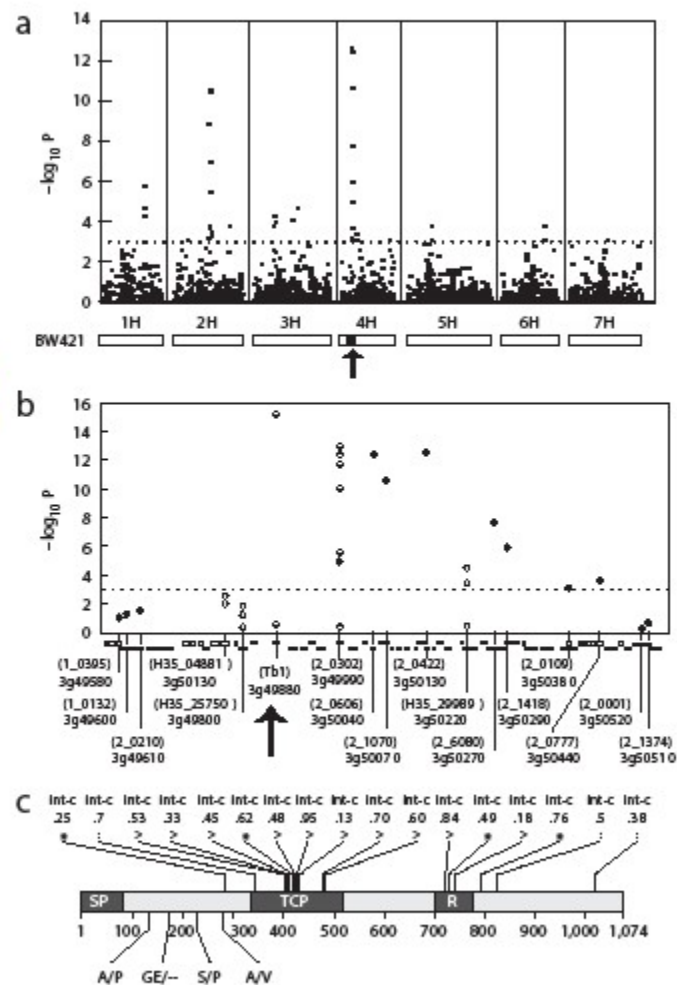 a
14
12
10
8
6
4
2
0
–log10 P
1H 2H 3H 4H 5H 6H 7H
BW421
b
16
14
12
10
8
6
4
2
0
–log10 P
(1_0395) (H35_04881 ) (Tb1) (2_0302) (2_0422) (2_0109)
3g49580 3g50130 3g49880 3g49990 3g50130 3g5038 0
(1_0132) (H35_25750 ) (2_0606) (H35_29989 ) (2_1418) (2_0001)
3g49600 3g49800 3g50040 3g50220 3g50290 3g50520
(2_0210) (2_1070) (2_6080) (2_0777) (2_1374)
3g49610 3g5007 0 3g50270 3g50440 3g5051 0
c
Int-c Int-c Int-c Int-c Int-c Int-c Int-c Int-c Int-c Int-c Int-c Int-c Int-c Int-c Int-c Int-c Int-c
.25 .7 .53 .33 .45 .62 .48 .95 .13 .70 .60 .84 .49 .18 .76 .5 .38
* > > > > * > > > > > > * > *
SP TCP R
1 100 200 300 400 500 600 700 800 900 1,000 1,074
A/P GE/-- S/P A/V